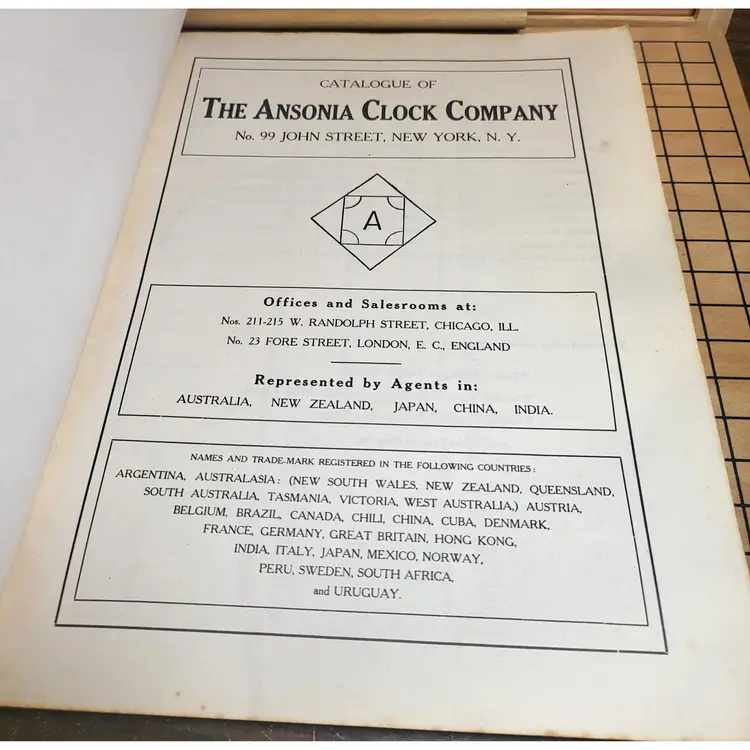 CATALOGUE OF
THE ANSONIA CLOCK COMPANY
No. 99 JOHN STREET, NEW YORK, N. Y.
A
Offices and Salesrooms at:
Nos. 211-215 W. RANDOLPH STREET, CHICAGO, ILL.
No. 23 FORE STREET, LONDON, E. C., ENGLAND
Represented by Agents in:
AUSTRALIA, NEW ZEALAND, JAPAN, CHINA, INDIA.
NAMES AND TRADE-MARK REGISTERED IN THE FOLLOWING COUNTRIES:
ARGENTINA, AUSTRALASIA: (NEW SOUTH WALES, NEW ZEALAND, QUEENSLAND,
SOUTH AUSTRALIA, TASMANIA, VICTORIA, WEST AUSTRALIA,) AUSTRIA,
BELGIUM, BRAZIL, CANADA, CHILI, CHINA, CUBA, DENMARK,
FRANCE, GERMANY, GREAT BRITAIN, HONG KONG,
INDIA, ITALY, JAPAN, MEXICO, NORWAY,
PERU, SWEDEN, SOUTH AFRICA,
and URUGUAY.